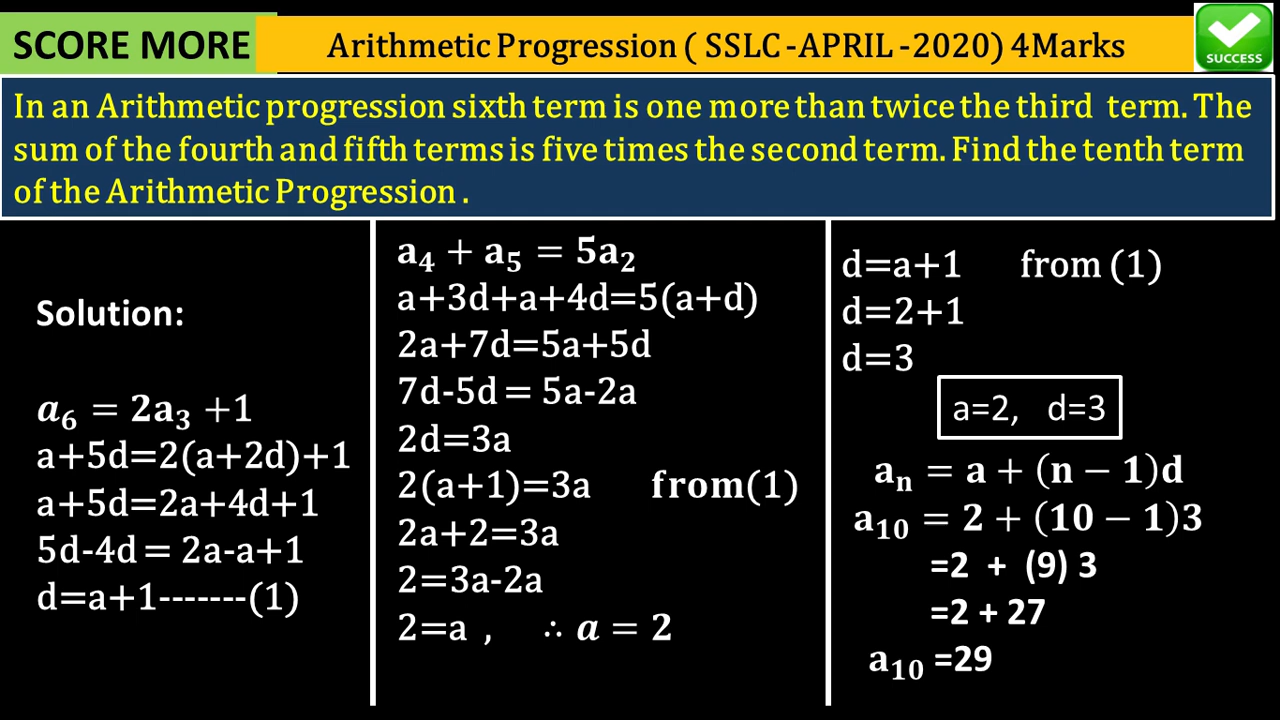 SCORE MORE
Arithmetic Progression ( SSLC -APRIL -2020) 4Marks
SUCCESS
In an Arithmetic progression sixth term is one more than twice the third term. The
sum of the fourth and fifth terms is five times the second term. Find the tenth term
of the Arithmetic Progression .
Solution:
a₆ = 2a₃ +1
a+5d=2(a+2d)+1
a+5d=2a+4d+1
5d-4d= 2a-a+1
d=a+1-------(1)
a₄ + a₅ = 5a₂
a+3d+a+4d=5(a+d)
2a+7d=5a+5d
7d-5d= 5a-2a
2d=3a
2(a+1)=3a from(1)
2a+2=3a
2=3a-2a
2=a , ∴ a = 2
d=a+1 from (1)
d=2+1
d=3
a=2, d=3
aₙ = a + (n − 1)d
a₁₀ = 2 + (10 − 1)3
=2 + (9) 3
=2 + 27
a₁₀ =29